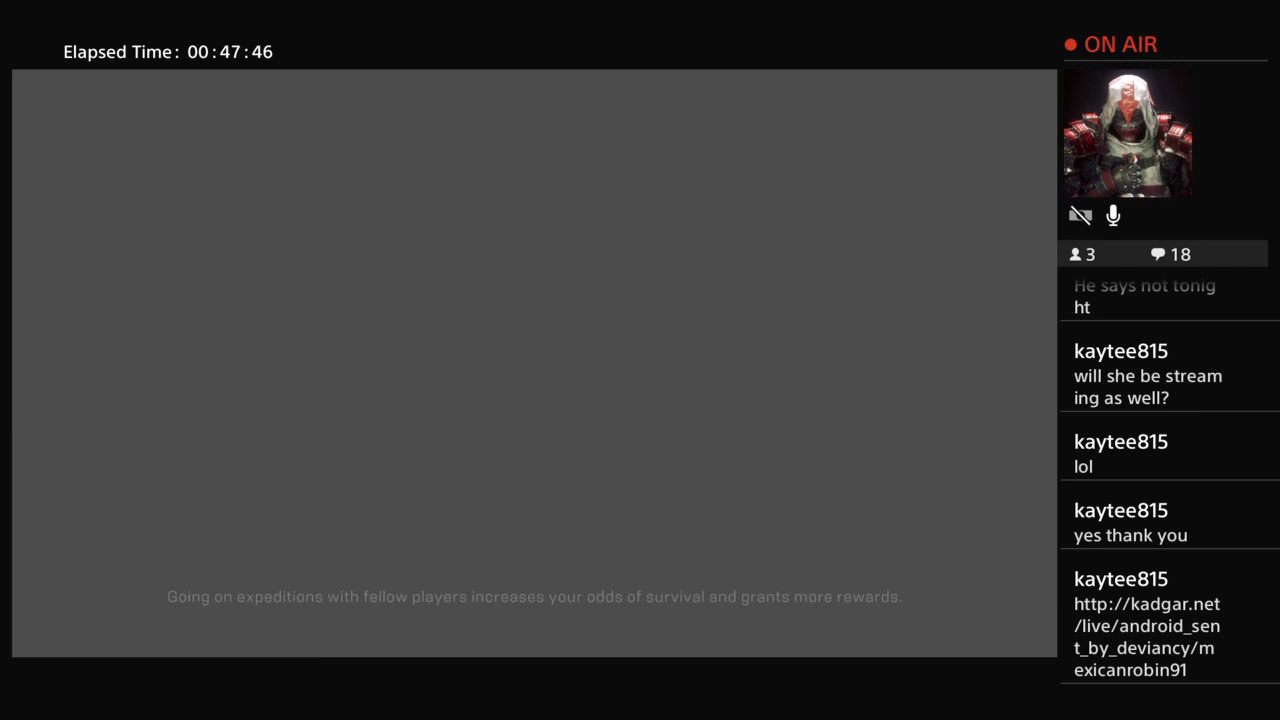 Elapsed Time: 00:47:46
ON AIR
3
18
He says not tonig
ht
kaytee815
will she be stream
ing as well?
kaytee815
lol
kaytee815
yes thank you
kaytee815
http://kadgar.net
/live/android_sen
t_by_deviancy/m
exicanrobin91
Going on expeditions with fellow players increases your odds of survival and grants more rewards.